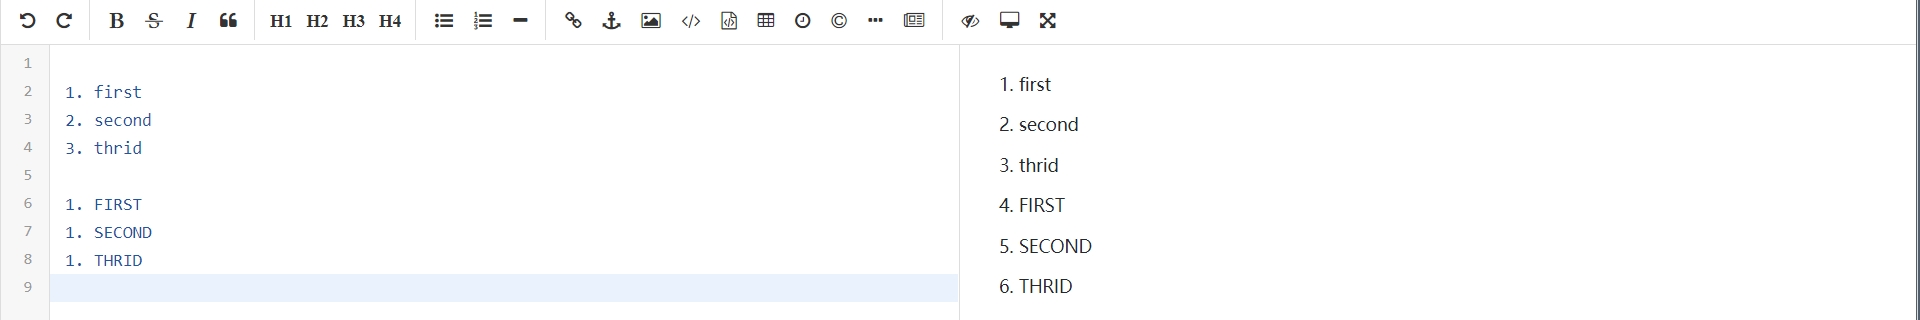 B S I H1 H2 H3 H4
1
2 1. first
3 2. second
4 3. thrid
5
6 1. FIRST
7 1. SECOND
8 1. THRID
9
1. first
2. second
3. thrid
4. FIRST
5. SECOND
6. THRID